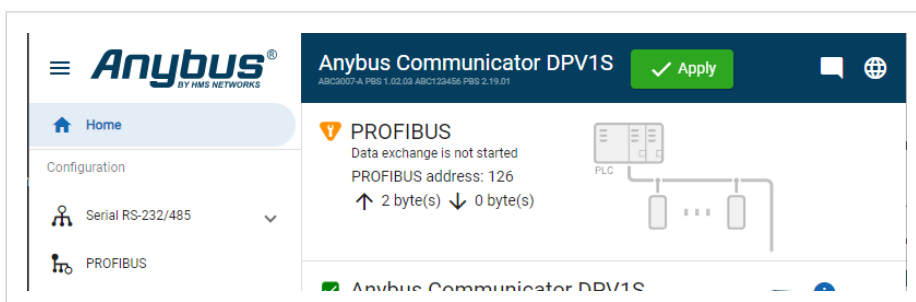 Anybus®
BY HMS NETWORKS
Home
Configuration
Serial RS-232/485
PROFIBUS
Anybus Communicator DPV1S
ABC3007-A PBS 1.02.03 ABC123456 PBS 2.19.01
Apply
PROFIBUS
Data exchange is not started
PROFIBUS address: 126
2 byte(s) 0 byte(s)
PLC
Anybus Communicator DPV1S